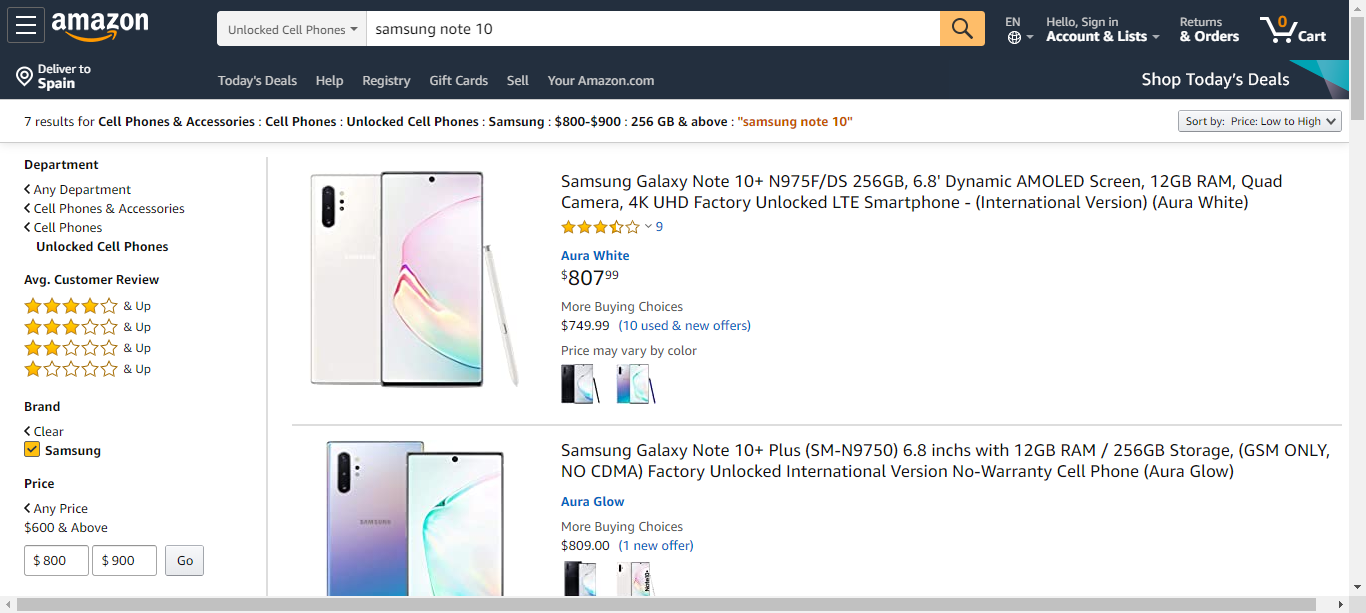 amazon
Unlocked Cell Phones
samsung note 10
EN
Hello, Sign in
Account & Lists
Returns
& Orders
0
Cart
Deliver to
Spain
Today's Deals
Help
Registry
Gift Cards
Sell
Your Amazon.com
Shop Today's Deals
7 results for Cell Phones & Accessories : Cell Phones : Unlocked Cell Phones : Samsung : $800-$900 : 256 GB & above : "samsung note 10"
Sort by: Price: Low to High
Department
Any Department
Cell Phones & Accessories
Cell Phones
Unlocked Cell Phones
Avg. Customer Review
& Up
& Up
& Up
& Up
Brand
Clear
Samsung
Price
Any Price
$600 & Above
$ 800
$ 900
Go
Samsung Galaxy Note 10+ N975F/DS 256GB, 6.8' Dynamic AMOLED Screen, 12GB RAM, Quad
Camera, 4K UHD Factory Unlocked LTE Smartphone - (International Version) (Aura White)
9
Aura White
$80799
More Buying Choices
$749.99 (10 used & new offers)
Price may vary by color
SAMSUNG
Samsung Galaxy Note 10+ Plus (SM-N9750) 6.8 inchs with 12GB RAM / 256GB Storage, (GSM ONLY,
NO CDMA) Factory Unlocked International Version No-Warranty Cell Phone (Aura Glow)
Aura Glow
More Buying Choices
$809.00 (1 new offer)
Note10+